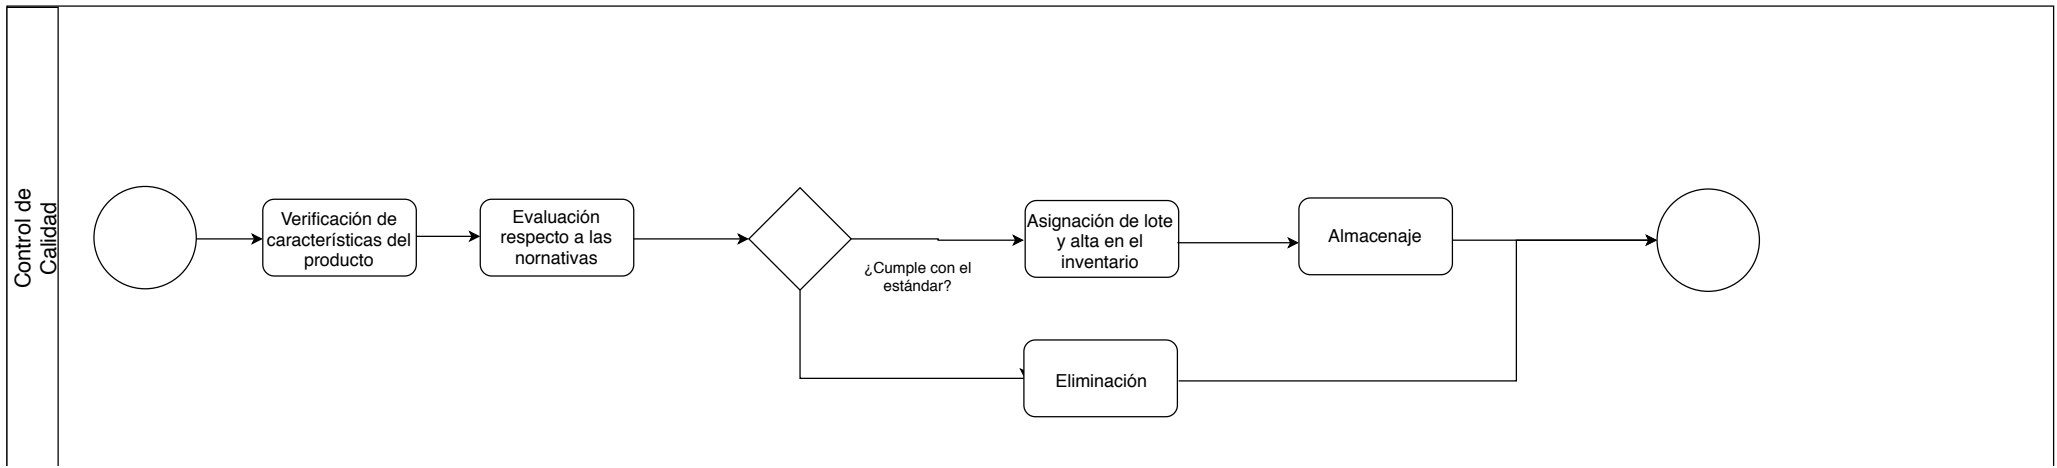 Control de
Calidad
Verificación de
características del
producto
Evaluación
respecto a las
nornativas
¿Cumple con el
estándar?
Asignación de lote
y alta en el
inventario
Almacenaje
Eliminación